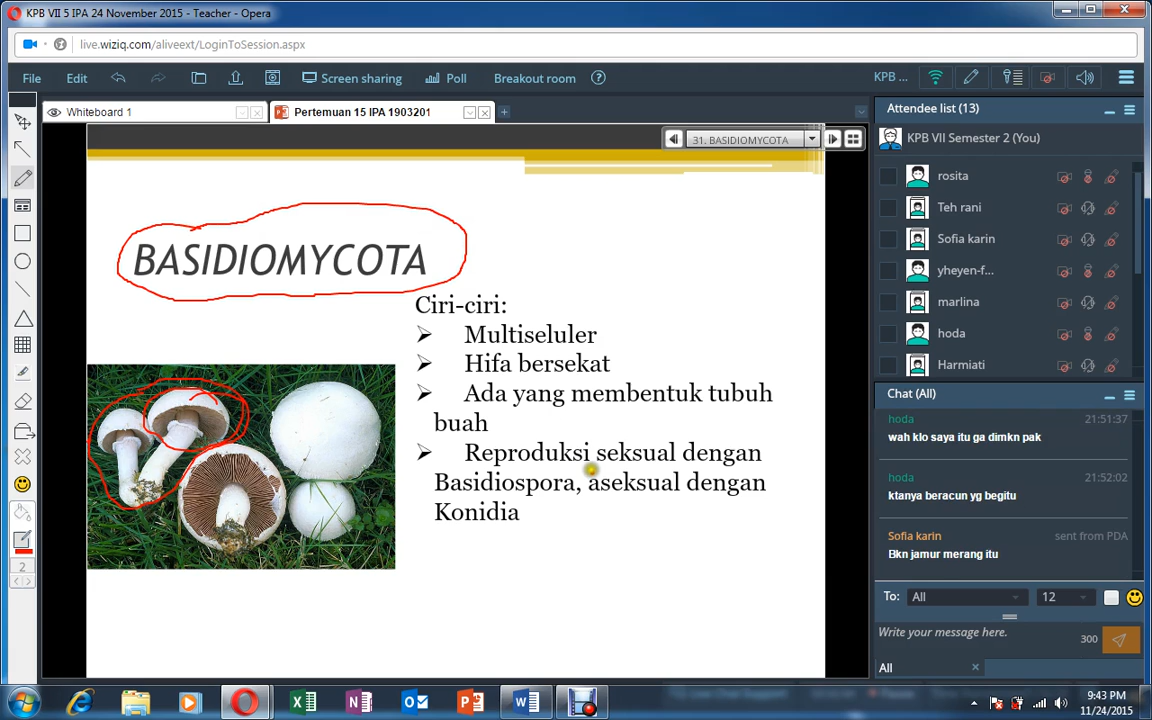 KPB VII 5 IPA 24 November 2015 - Teacher - Opera
live.wiziq.com/aliveext/LoginToSession.aspx
File Edit Screen sharing Poll Breakout room ? KPB ...
Whiteboard 1 Pertemuan 15 IPA 1903201 Attendee list (13)
31. BASIDIOMYCOTA KPB VII Semester 2 (You)
rosita
Teh rani
Sofia karin
yheyen-f...
marlina
hoda
Harmiati
BASIDIOMYCOTA
Ciri-ciri:
Multiseluler
Hifa bersekat
Ada yang membentuk tubuh
buah
Reproduksi seksual dengan
Basidiospora, aseksual dengan
Konidia
Chat (All)
hoda 21:51:37
wah klo saya itu ga dimkn pak
hoda 21:52:02
ktanya beracun yg begitu
Sofia karin sent from PDA
Bkn jamur merang itu
To: All 12
Write your message here. 300
All
2
9:43 PM
11/24/2015